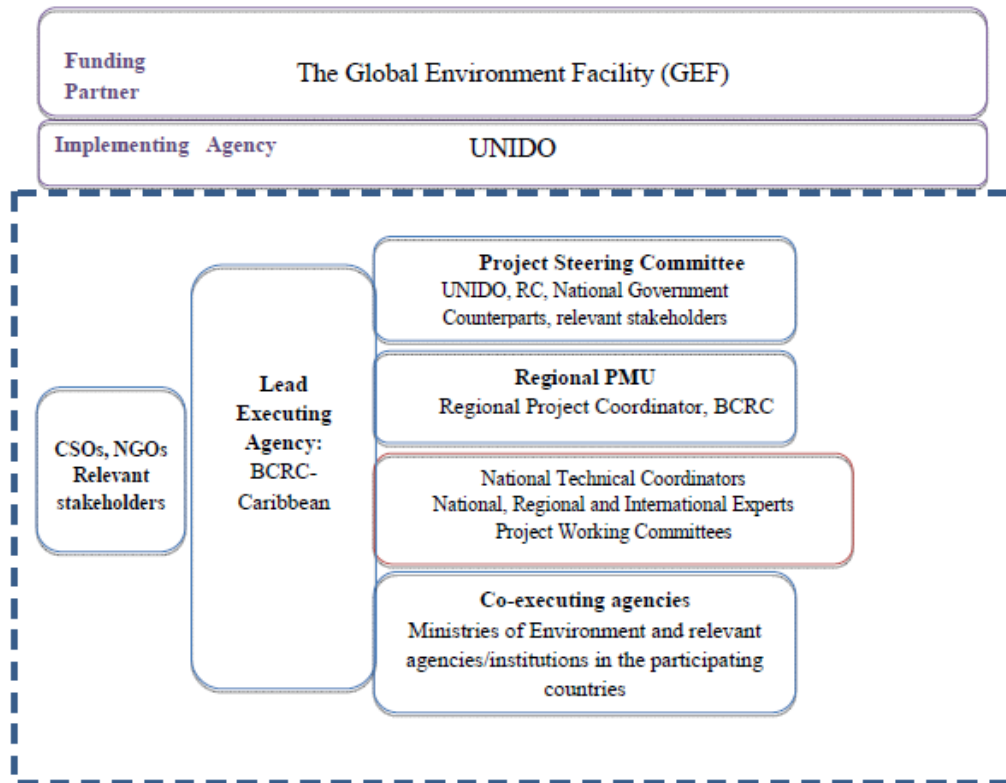 Funding
Partner
The Global Environment Facility (GEF)
Implementing Agency
UNIDO
CSOs, NGOs
Relevant
stakeholders
Lead
Executing
Agency:
BCRC-
Caribbean
Project Steering Committee
UNIDO, RC, National Government
Counterparts, relevant stakeholders
Regional PMU
Regional Project Coordinator, BCRC
National Technical Coordinators
National, Regional and International Experts
Project Working Committees
Co-executing agencies
Ministries of Environment and relevant
agencies/institutions in the participating
countries